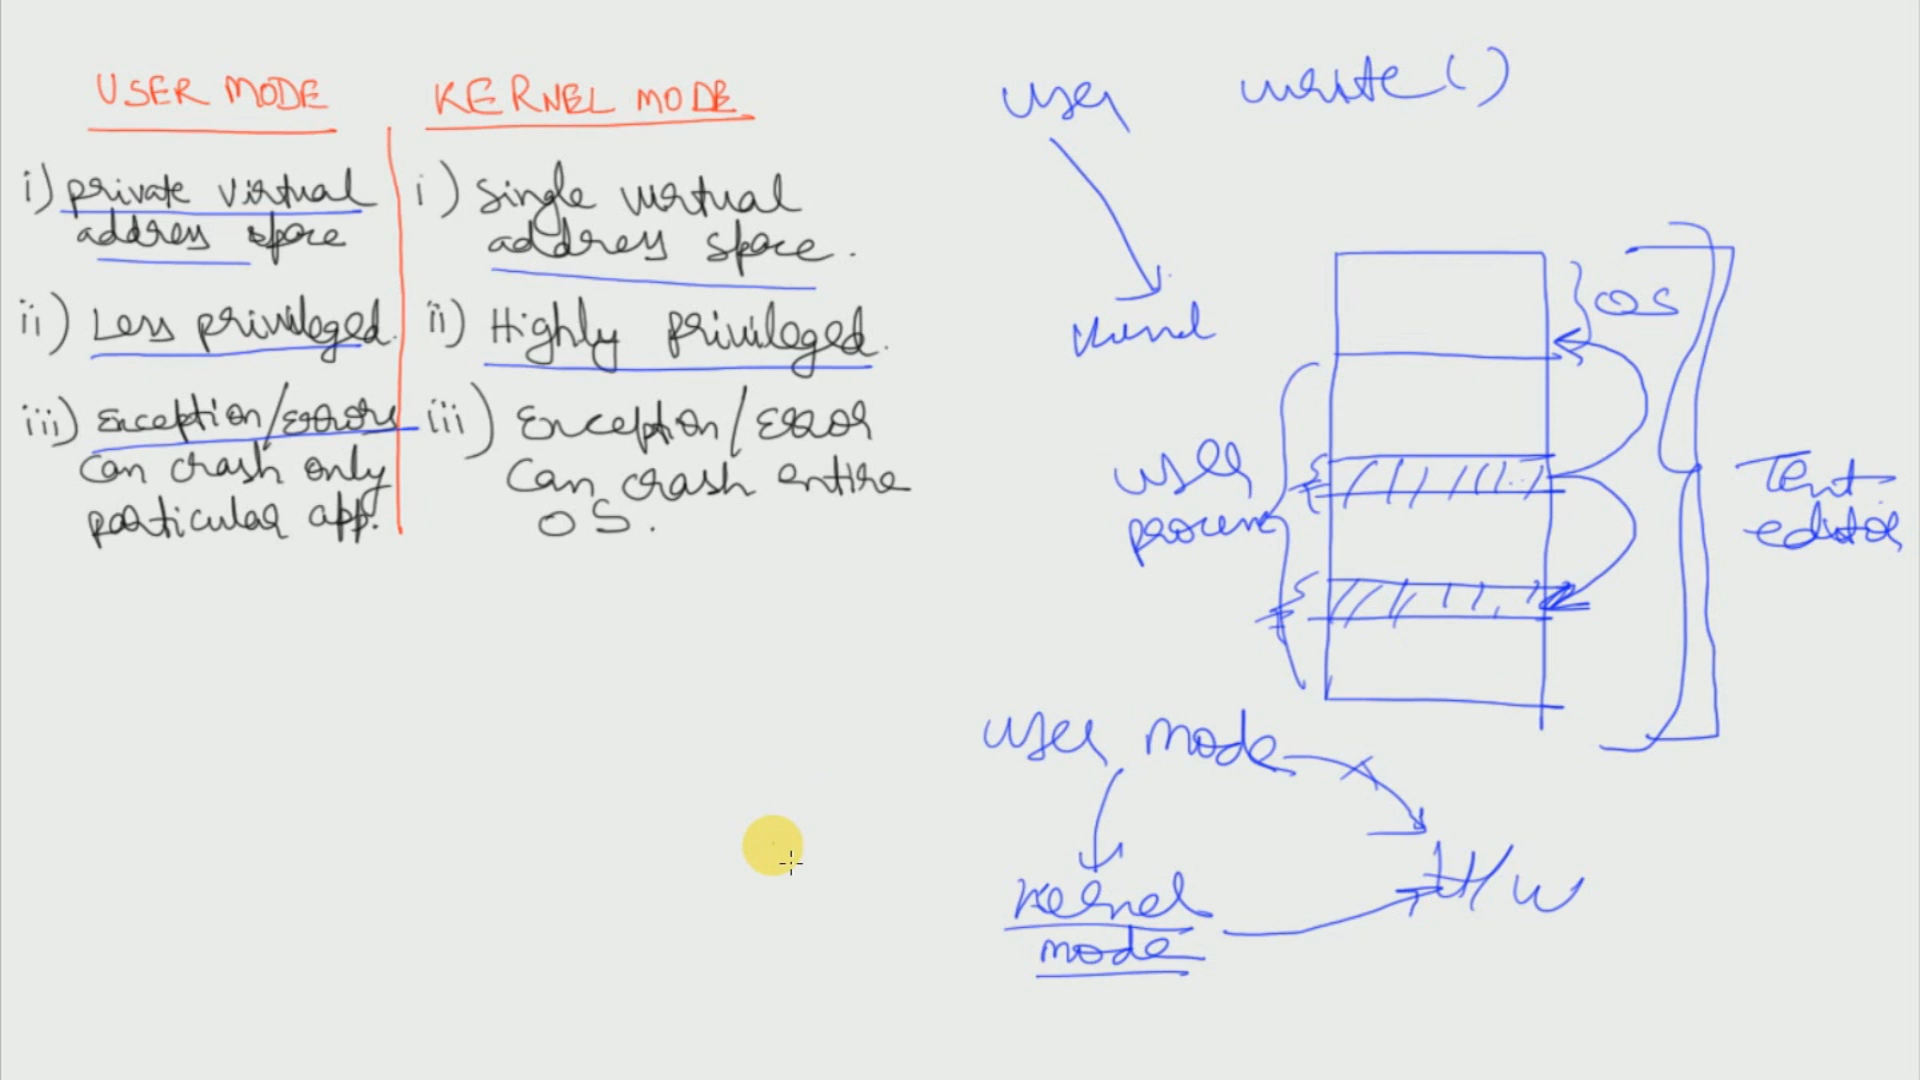 USER MODE
i) private virtual
address space
ii) Less privileged.
iii) Exception/errors
can crash only
particular app.
KERNEL MODE
i) Single virtual
address space.
ii) Highly privileged.
iii) Exception/Error
can crash entire
OS.
user write()
OS
user
Text
editor
user mode
kernel
mode
H/W